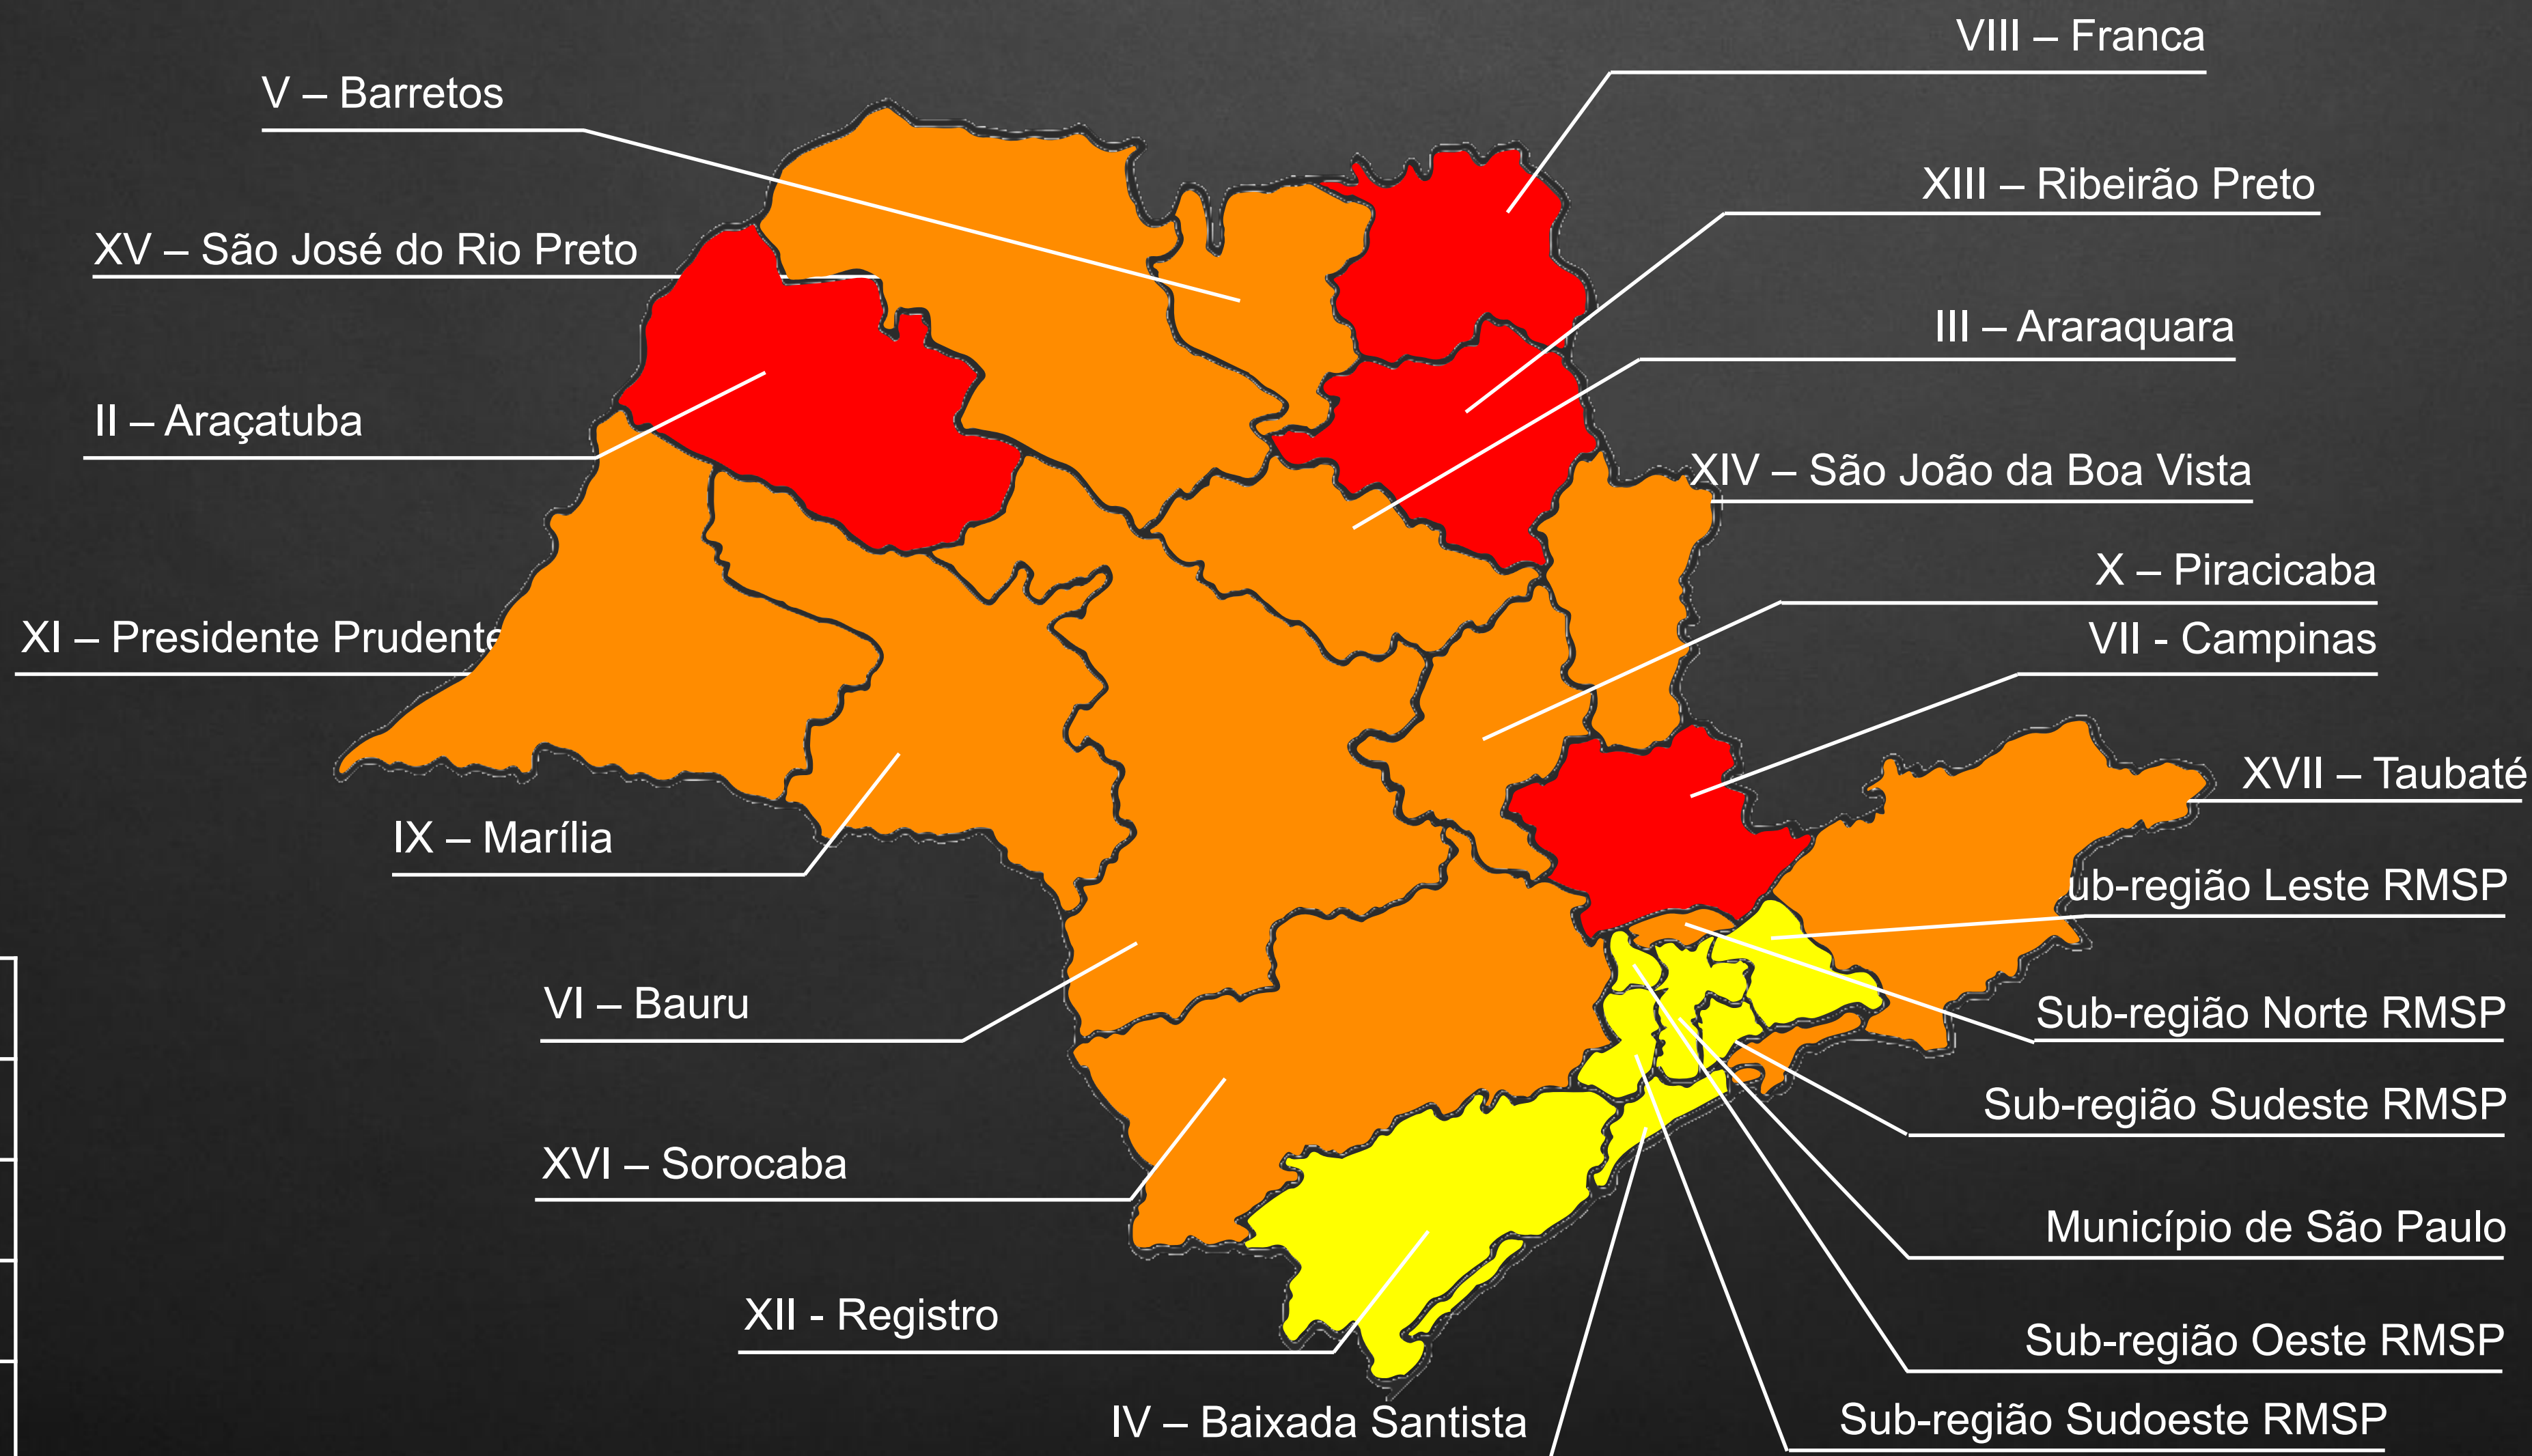 VIII – Franca
V – Barretos
XIII – Ribeirão Preto
XV – São José do Rio Preto
III – Araraquara
II – Araçatuba
XIV – São João da Boa Vista
X – Piracicaba
XI – Presidente Prudente
VII - Campinas
XVII – Taubaté
IX – Marília
ub-região Leste RMSP
VI – Bauru
Sub-região Norte RMSP
Sub-região Sudeste RMSP
XVI – Sorocaba
Município de São Paulo
XII - Registro
Sub-região Oeste RMSP
IV – Baixada Santista
Sub-região Sudoeste RMSP